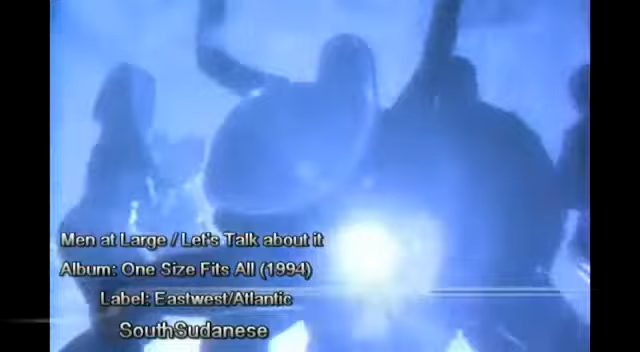 Men at Large / Let's Talk about it
Album: One Size Fits All (1994)
Label: Eastwest/Atlantic
SouthSudanese